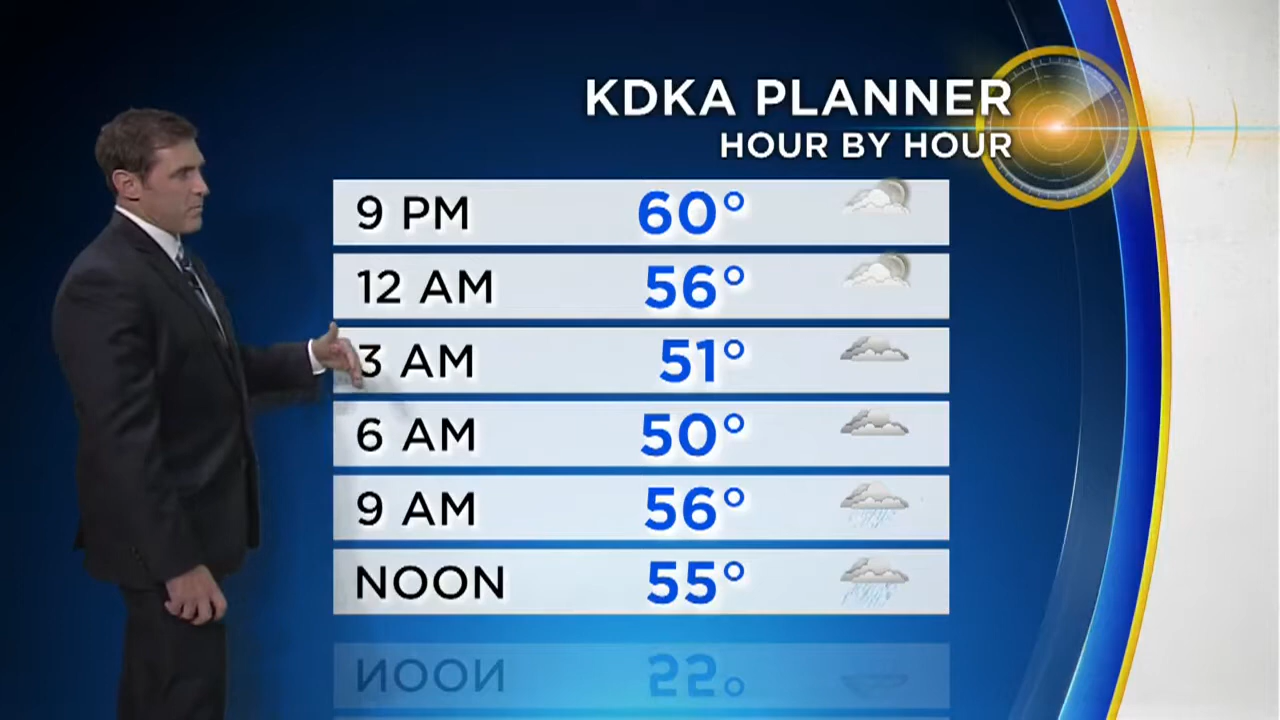 KDKA PLANNER
HOUR BY HOUR
9 PM 60°
12 AM 56°
3 AM 51°
6 AM 50°
9 AM 56°
NOON 55°